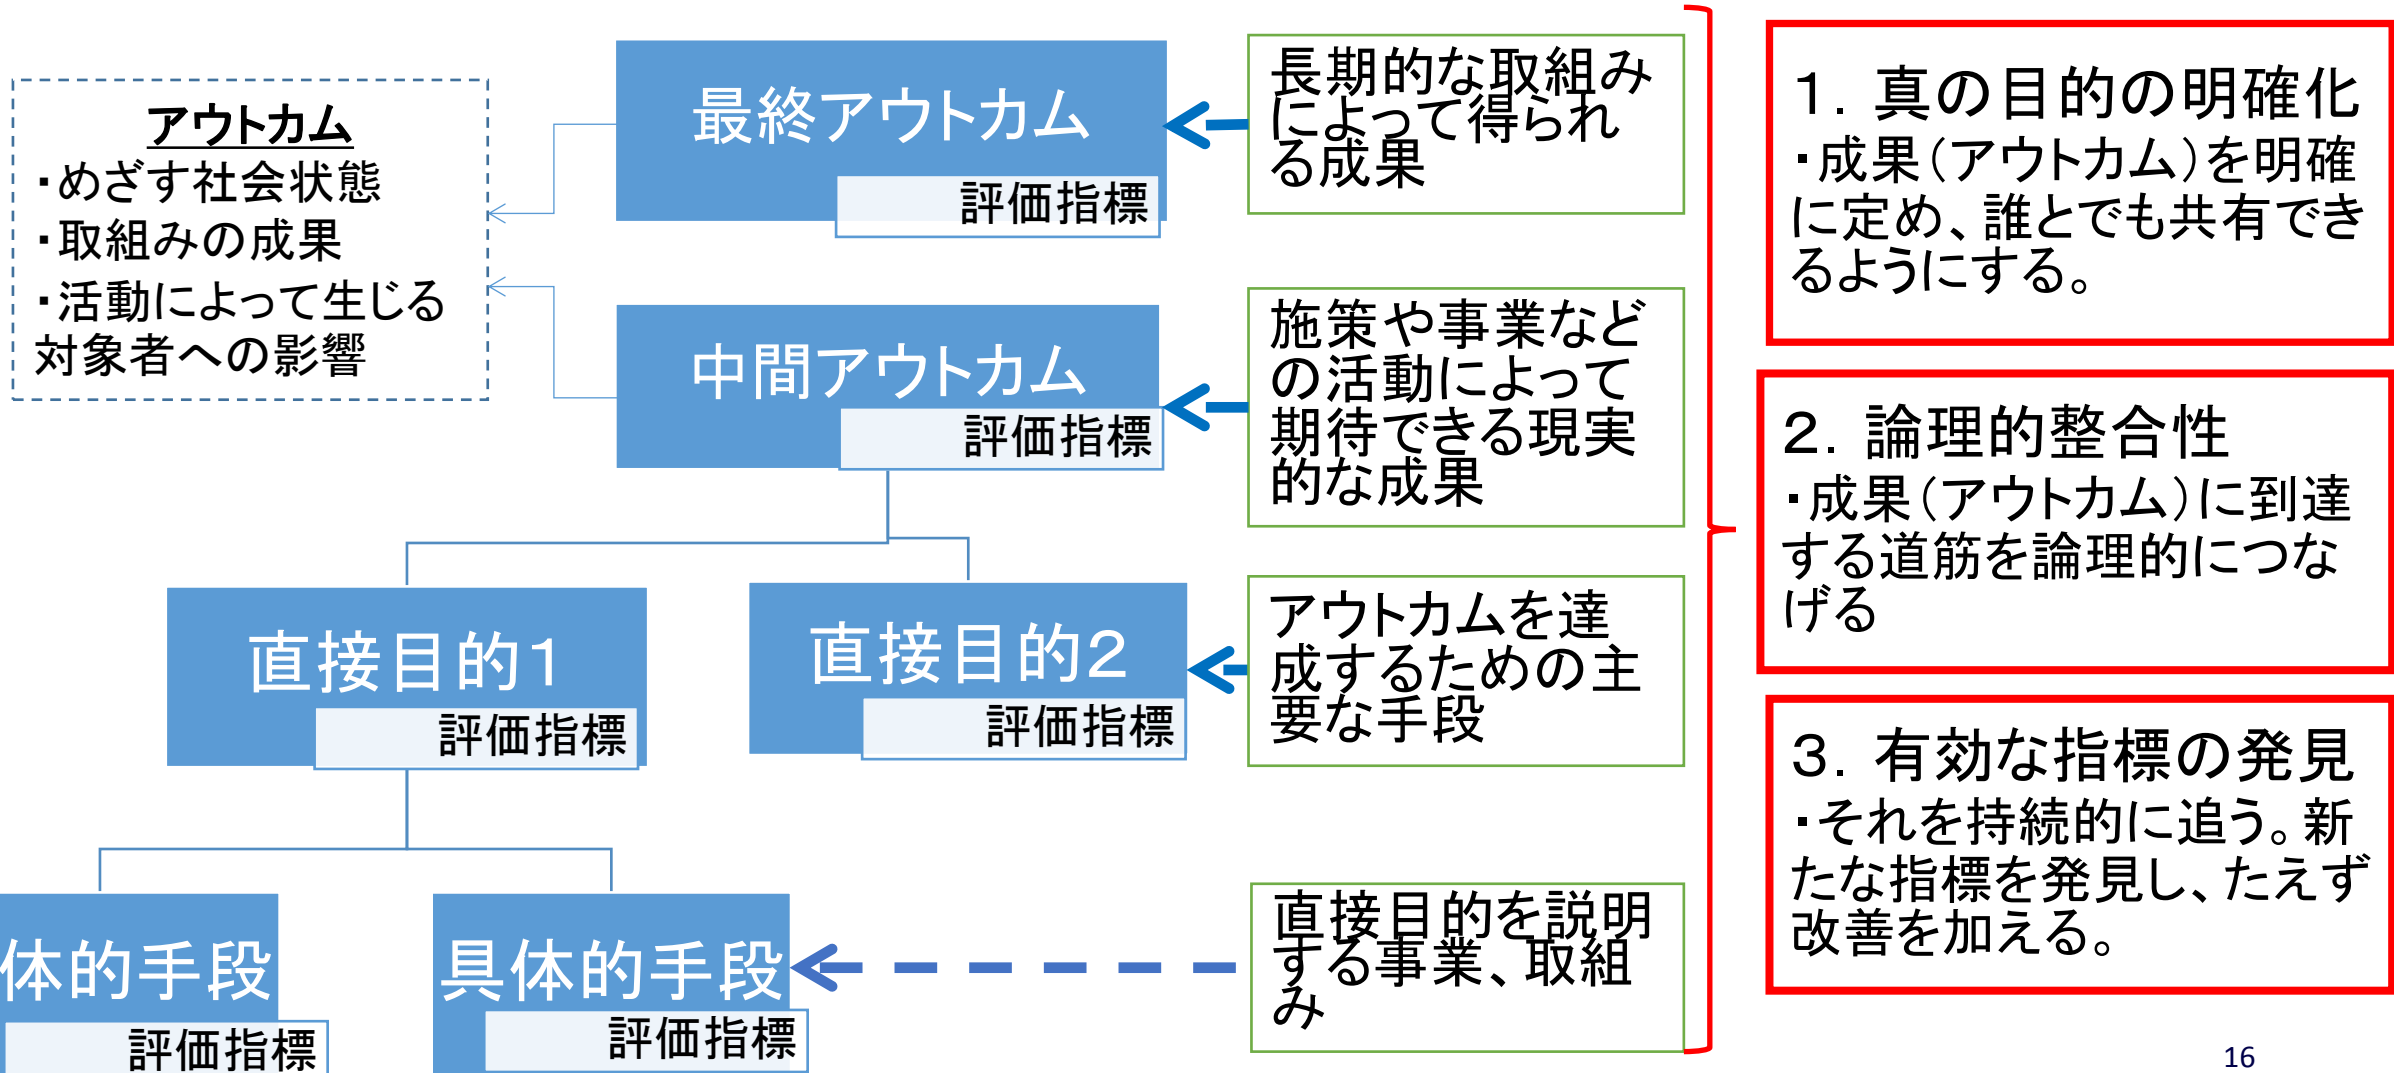 アウトカム
・めざす社会状態
・取組みの成果
・活動によって生じる
対象者への影響
最終アウトカム
評価指標
長期的な取組み
によって得られ
る成果
中間アウトカム
評価指標
施策や事業など
の活動によって
期待できる現実
的な成果
直接目的1
評価指標
直接目的2
評価指標
アウトカムを達
成するための主
要な手段
体的手段
評価指標
具体的手段
評価指標
直接目的を説明
する事業、取組
み
1．真の目的の明確化
・成果（アウトカム）を明確
に定め、誰とでも共有でき
るようにする。
2．論理的整合性
・成果（アウトカム）に到達
する道筋を論理的につな
げる
3．有効な指標の発見
・それを持続的に追う。新
たな指標を発見し、たえず
改善を加える。
16